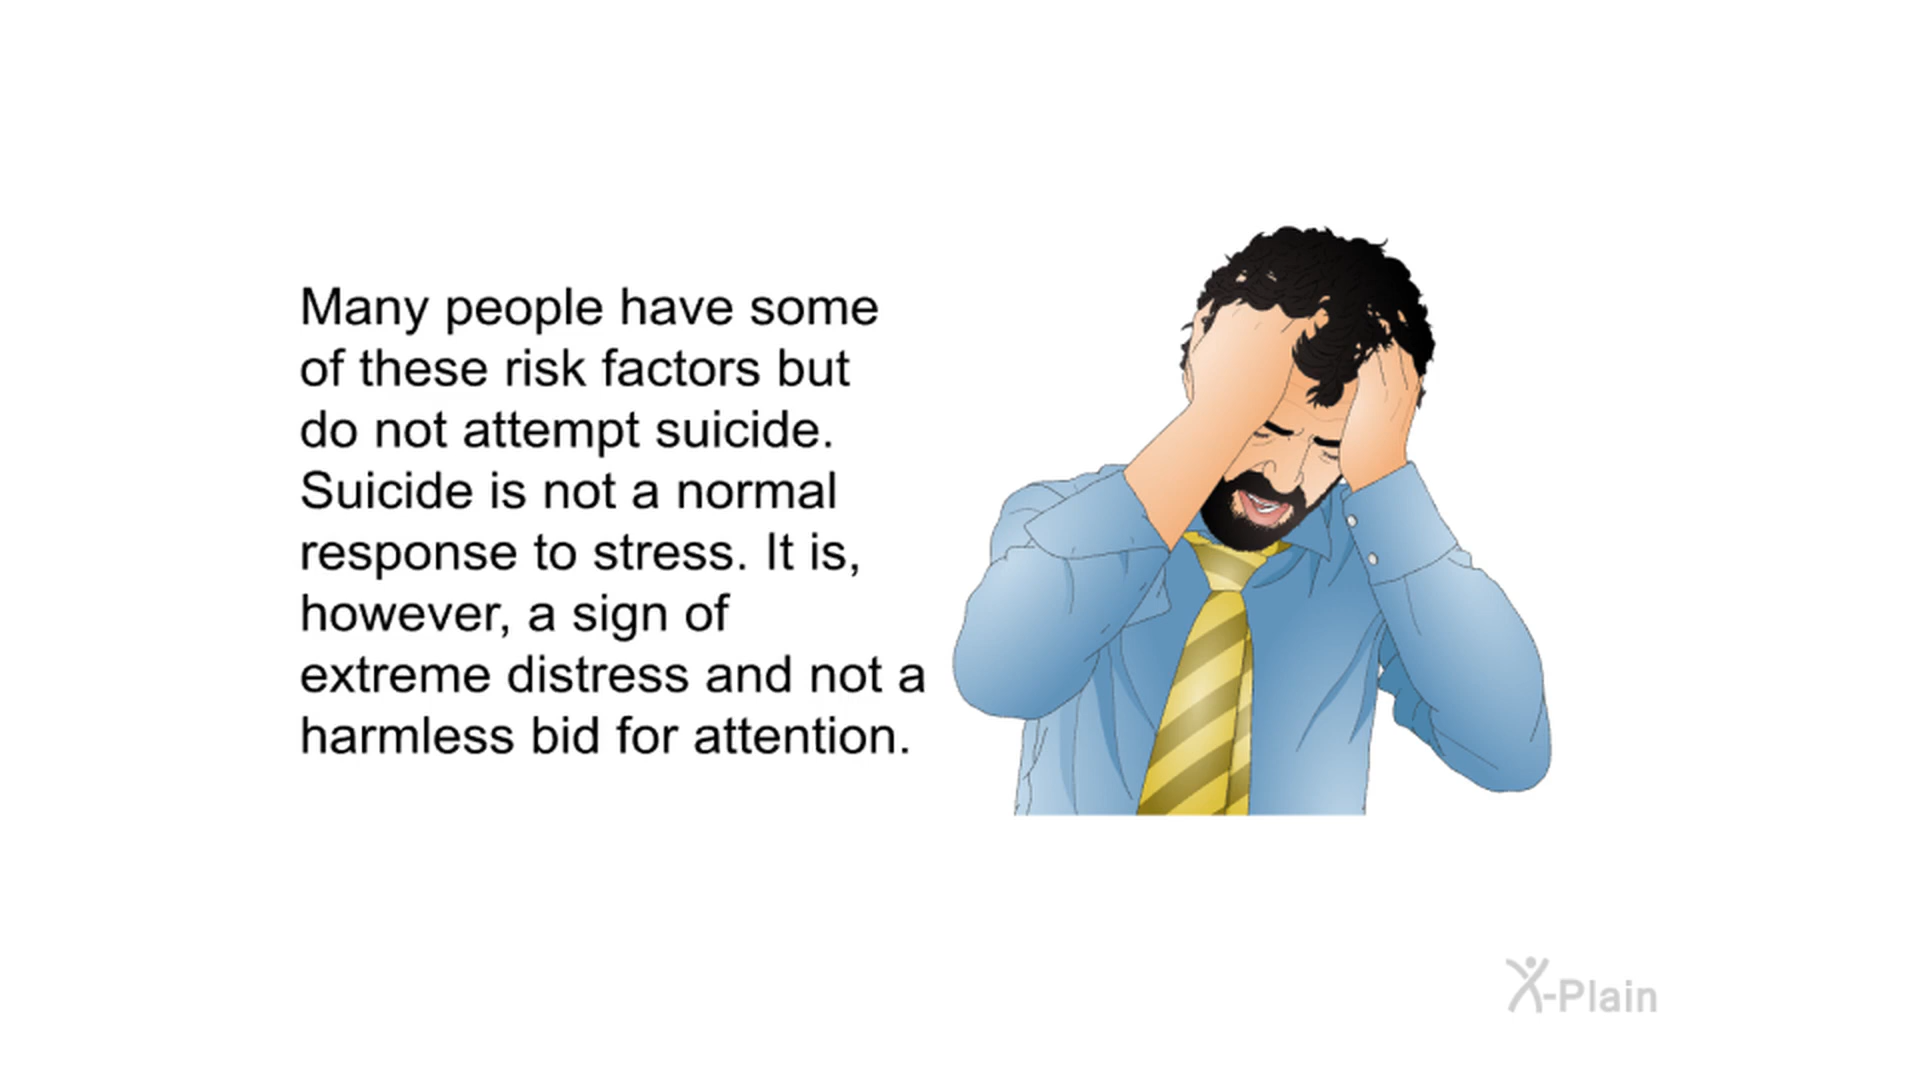 Many people have some
of these risk factors but
do not attempt suicide.
Suicide is not a normal
response to stress. It is,
however, a sign of
extreme distress and not a
harmless bid for attention.
X-Plain